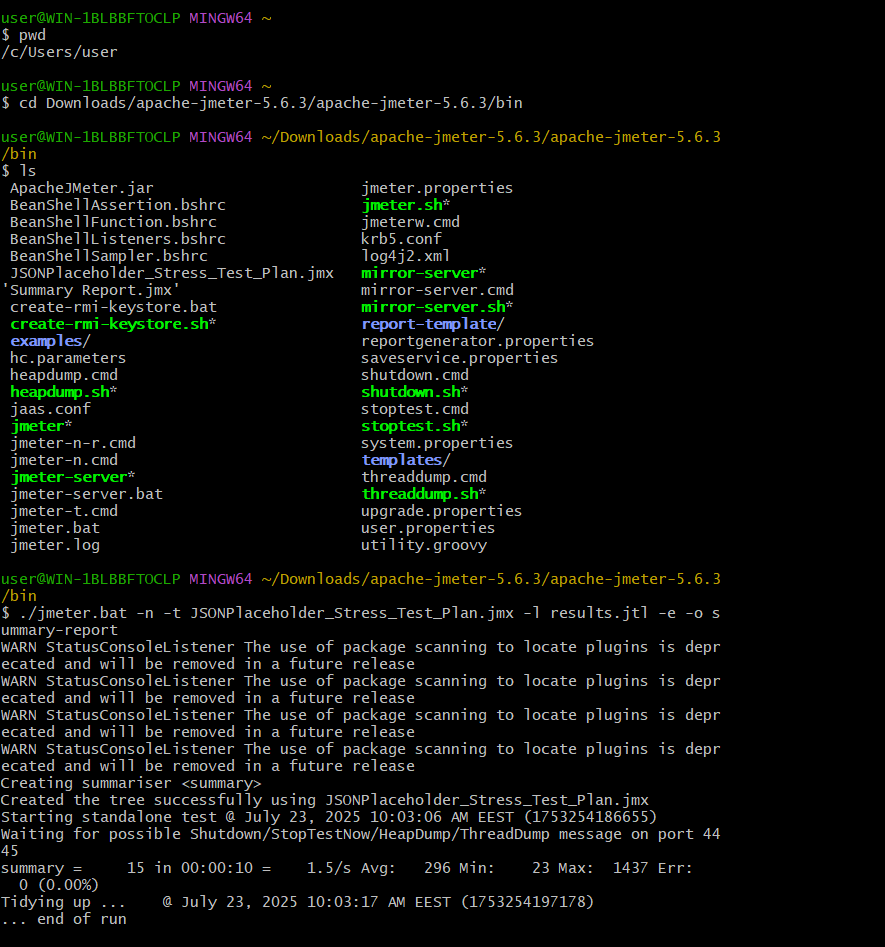 user@WIN-1BLBBFTOCLP MINGW64 ~
$ pwd
/c/Users/user

user@WIN-1BLBBFTOCLP MINGW64 ~
$ cd Downloads/apache-jmeter-5.6.3/apache-jmeter-5.6.3/bin

user@WIN-1BLBBFTOCLP MINGW64 ~/Downloads/apache-jmeter-5.6.3/apache-jmeter-5.6.3
/bin
$ ls
 ApacheJMeter.jar                       jmeter.properties
 BeanShellAssertion.bshrc               jmeter.sh*
 BeanShellFunction.bshrc                jmeterw.cmd
 BeanShellListeners.bshrc               krb5.conf
 BeanShellSampler.bshrc                 log4j2.xml
 JSONPlaceholder_Stress_Test_Plan.jmx   mirror-server*
'Summary Report.jmx'                    mirror-server.cmd
 create-rmi-keystore.bat                mirror-server.sh*
 create-rmi-keystore.sh*                report-template/
 examples/                              reportgenerator.properties
 hc.parameters                          saveservice.properties
 heapdump.cmd                           shutdown.cmd
 heapdump.sh*                           shutdown.sh*
 jaas.conf                              stoptest.cmd
 jmeter*                                stoptest.sh*
 jmeter-n-r.cmd                         system.properties
 jmeter-n.cmd                           templates/
 jmeter-server*                         threaddump.cmd
 jmeter-server.bat                      threaddump.sh*
 jmeter-t.cmd                           upgrade.properties
 jmeter.bat                             user.properties
 jmeter.log                             utility.groovy

user@WIN-1BLBBFTOCLP MINGW64 ~/Downloads/apache-jmeter-5.6.3/apache-jmeter-5.6.3
/bin
$ ./jmeter.bat -n -t JSONPlaceholder_Stress_Test_Plan.jmx -l results.jtl -e -o s
ummary-report
WARN StatusConsoleListener The use of package scanning to locate plugins is depr
ecated and will be removed in a future release
WARN StatusConsoleListener The use of package scanning to locate plugins is depr
ecated and will be removed in a future release
WARN StatusConsoleListener The use of package scanning to locate plugins is depr
ecated and will be removed in a future release
WARN StatusConsoleListener The use of package scanning to locate plugins is depr
ecated and will be removed in a future release
Creating summariser <summary>
Created the tree successfully using JSONPlaceholder_Stress_Test_Plan.jmx
Starting standalone test @ July 23, 2025 10:03:06 AM EEST (1753254186655)
Waiting for possible Shutdown/StopTestNow/HeapDump/ThreadDump message on port 44
45
summary =     15 in 00:00:10 =    1.5/s Avg:   296 Min:    23 Max:  1437 Err:
  0 (0.00%)
Tidying up ...    @ July 23, 2025 10:03:17 AM EEST (1753254197178)
... end of run